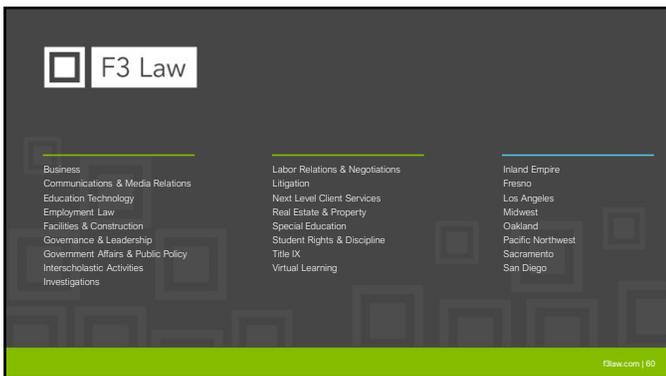 F3 Law
Business
Communications & Media Relations
Education Technology
Employment Law
Facilities & Construction
Governance & Leadership
Government Affairs & Public Policy
Interscholastic Activities
Investigations
Labor Relations & Negotiations
Litigation
Next Level Client Services
Real Estate & Property
Special Education
Student Rights & Discipline
Title IX
Virtual Learning
Inland Empire
Fresno
Los Angeles
Midwest
Oakland
Pacific Northwest
Sacramento
San Diego
f3law.com | 60